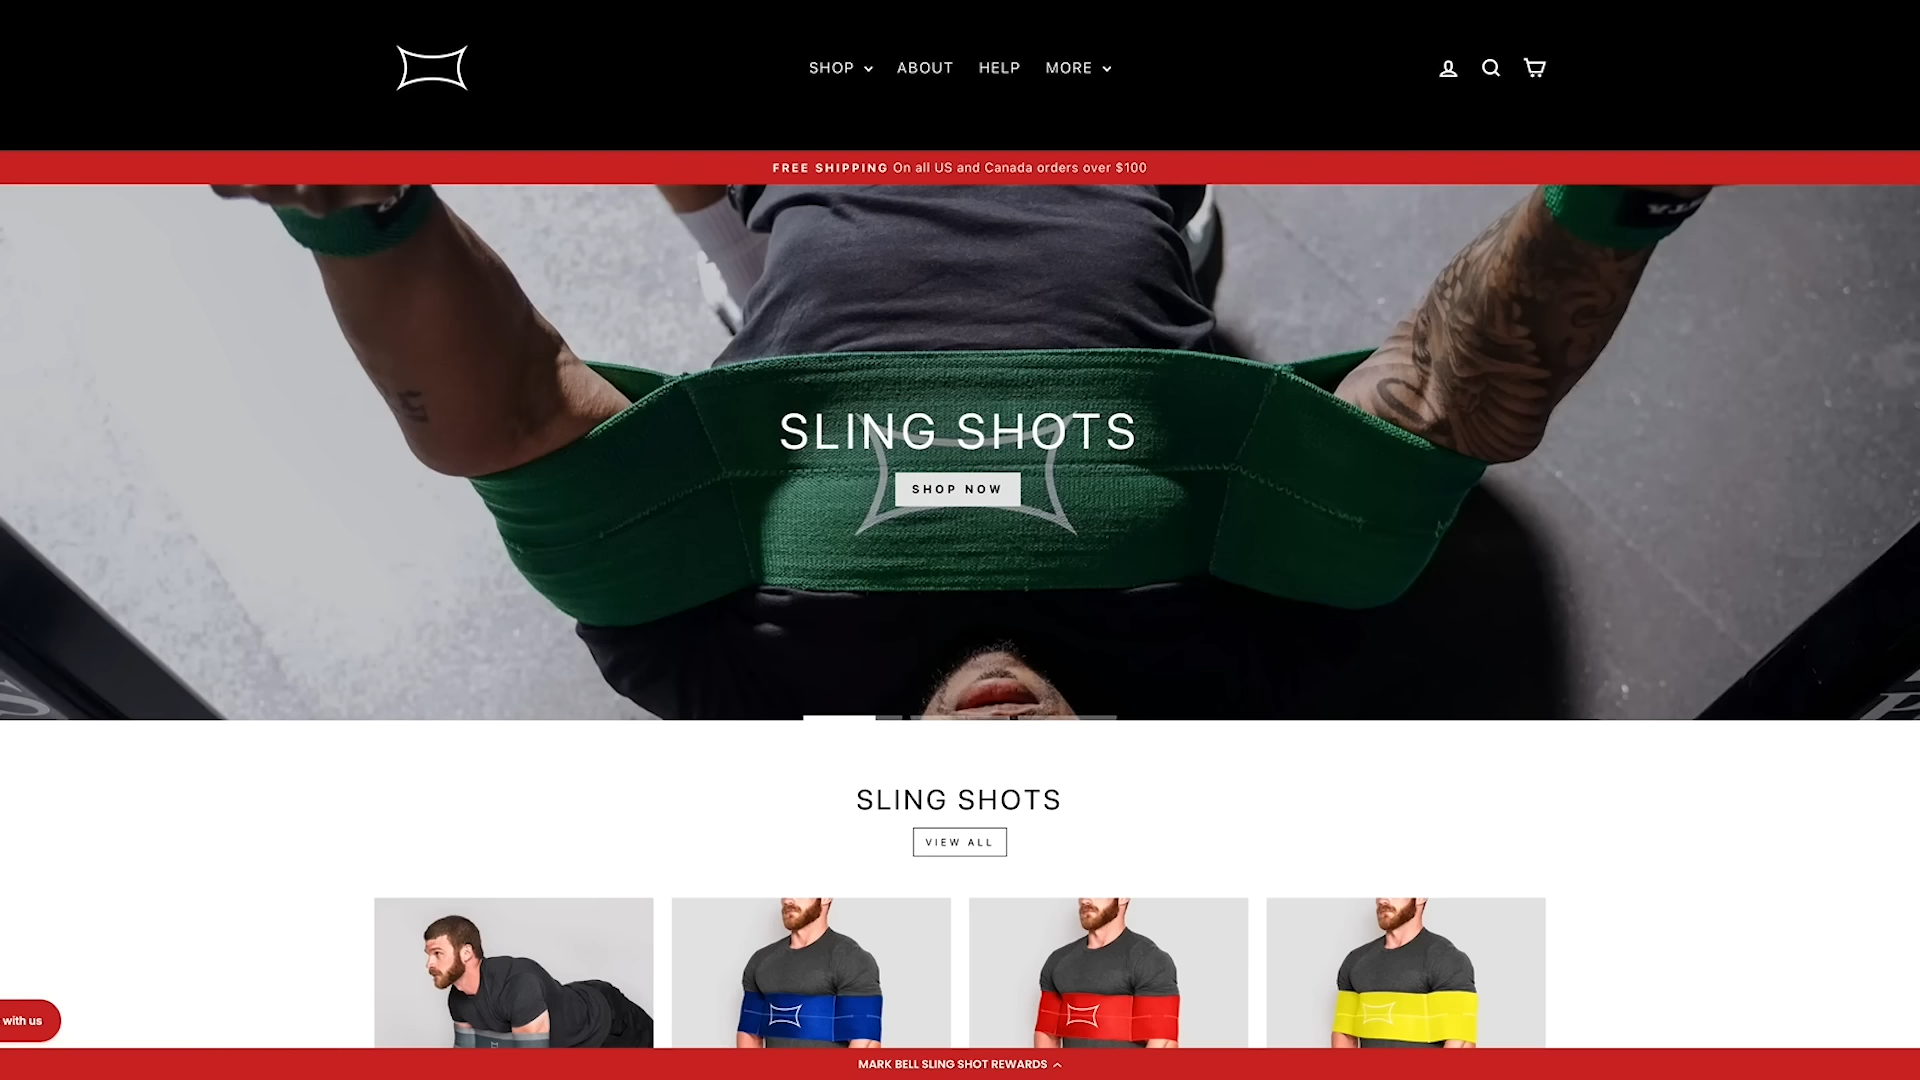 SHOP ABOUT HELP MORE
FREE SHIPPING On all US and Canada orders over $100
SLING SHOTS
SHOP NOW
SLING SHOTS
VIEW ALL
with us
MARK BELL SLING SHOT REWARDS